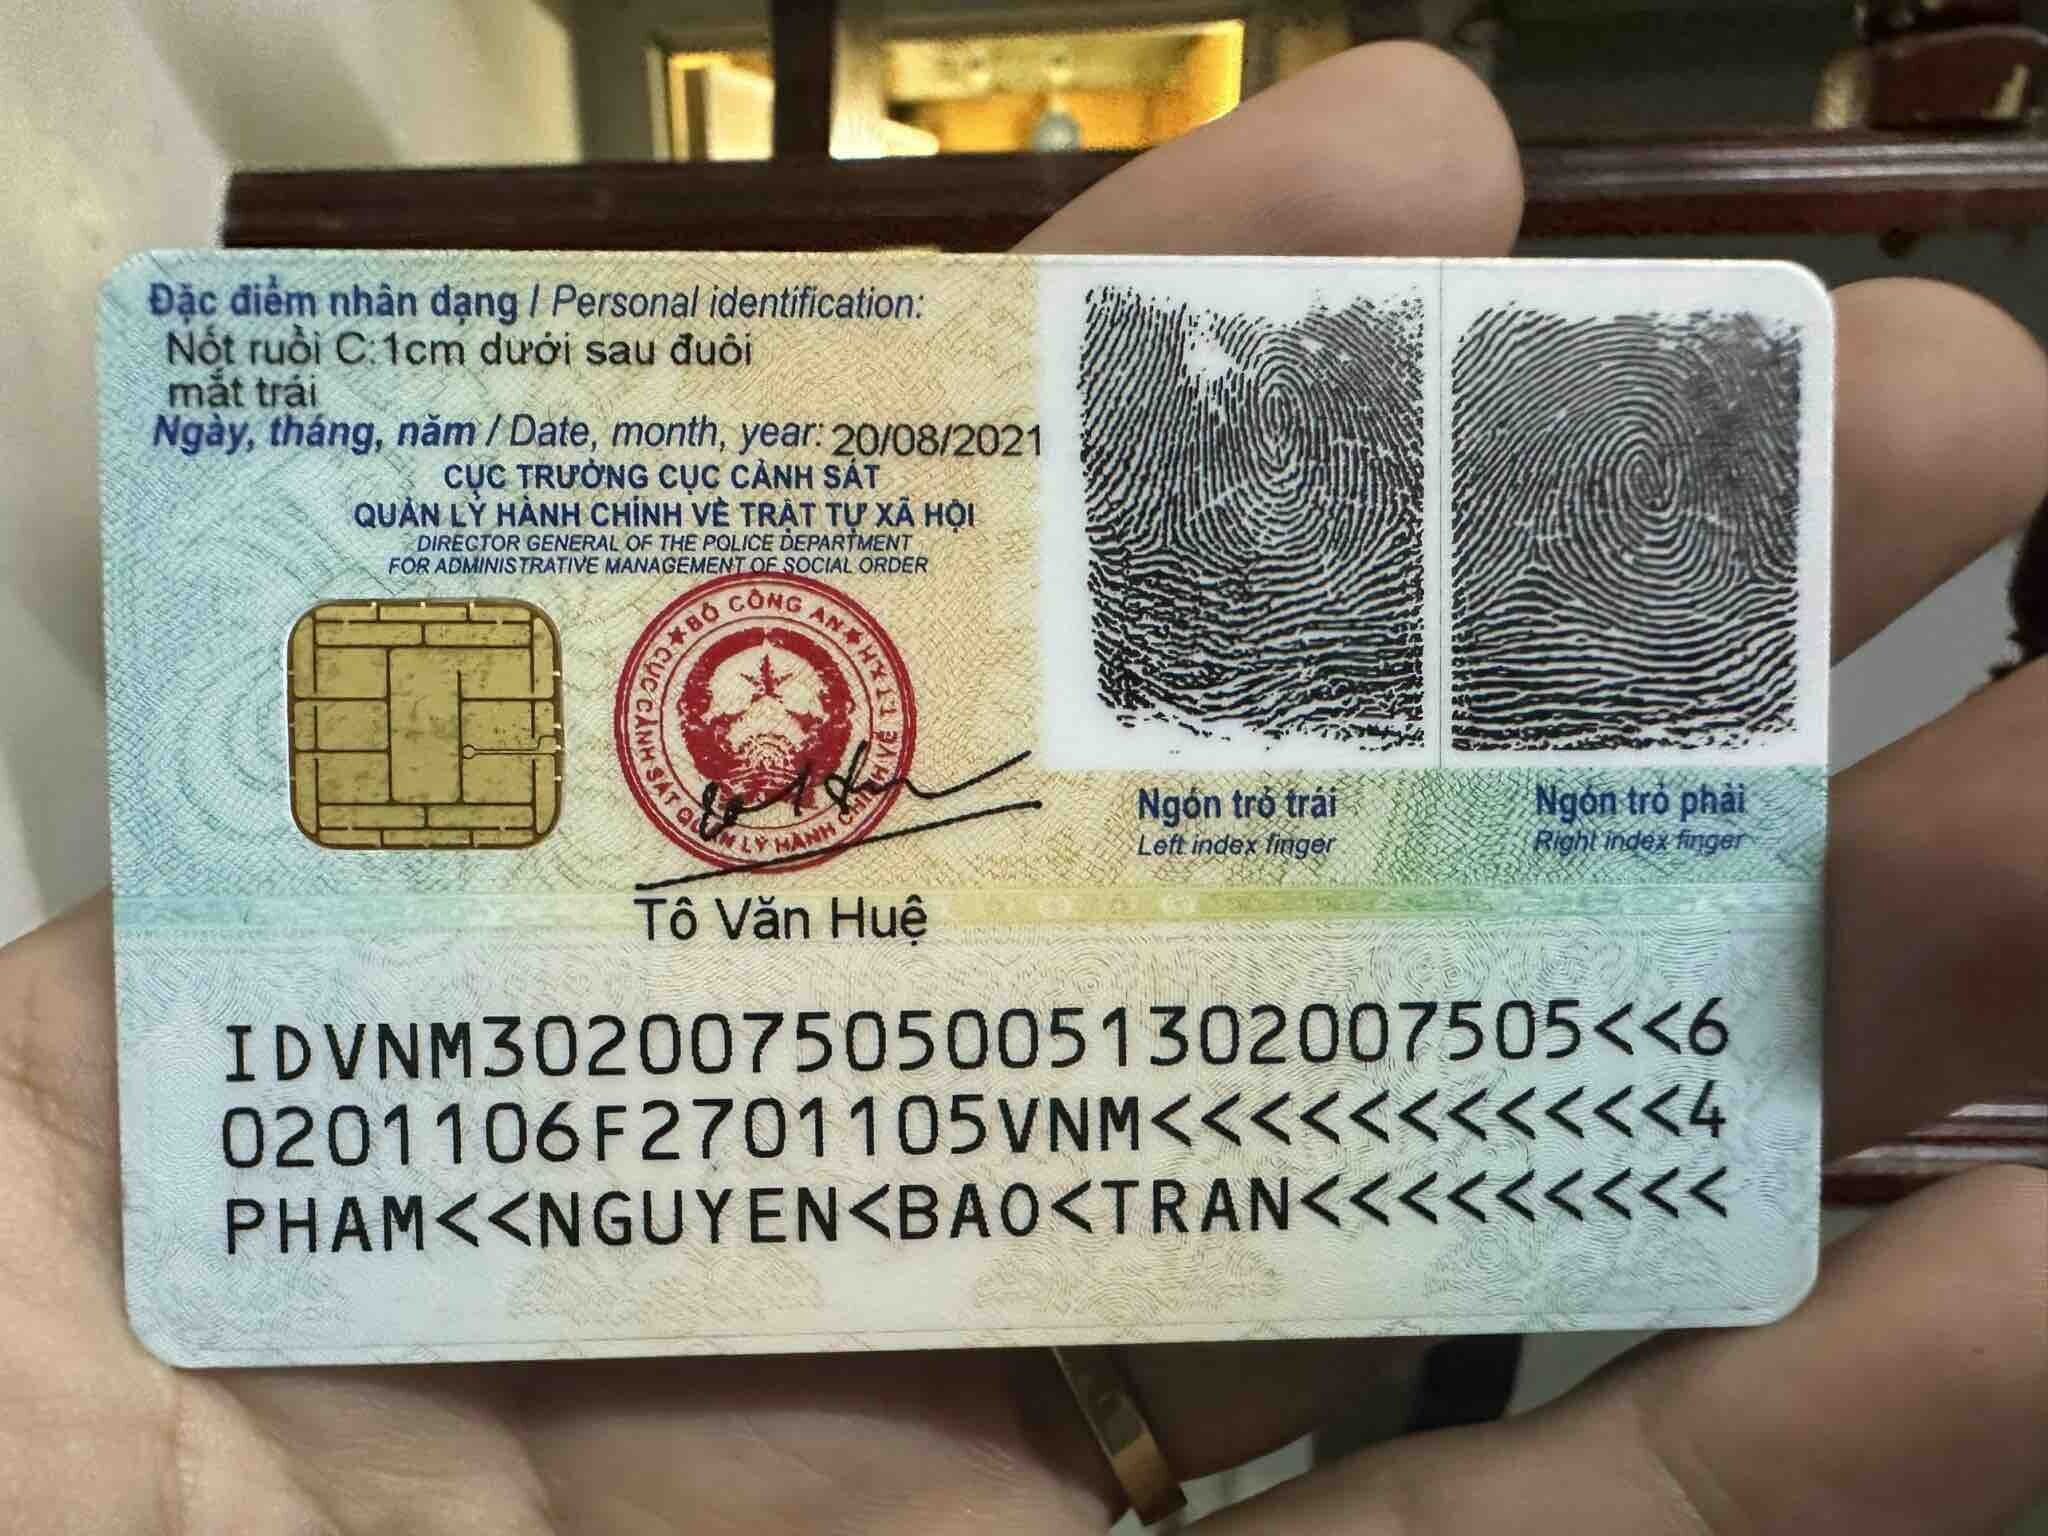 Đặc điểm nhân dạng / Personal identification:
Nốt ruồi C:1cm dưới sau đuôi
mắt trái
Ngày, tháng, năm / Date, month, year: 20/08/2021
CỤC TRƯỞNG CỤC CẢNH SÁT
QUẢN LÝ HÀNH CHÍNH VỀ TRẬT TỰ XÃ HỘI
DIRECTOR GENERAL OF THE POLICE DEPARTMENT
FOR ADMINISTRATIVE MANAGEMENT OF SOCIAL ORDER
BỘ CÔNG AN
CỤC CẢNH SÁT QUẢN LÝ HÀNH CHÍNH VỀ TTXH
Tô Văn Huệ
Ngón trỏ trái
Left index finger
Ngón trỏ phải
Right index finger
IDVNM3020075050051302007505<<6
0201106F2701105VNM<<<<<<<<<<<4
PHAM<<NGUYEN<BAO<TRAN<<<<<<<<<